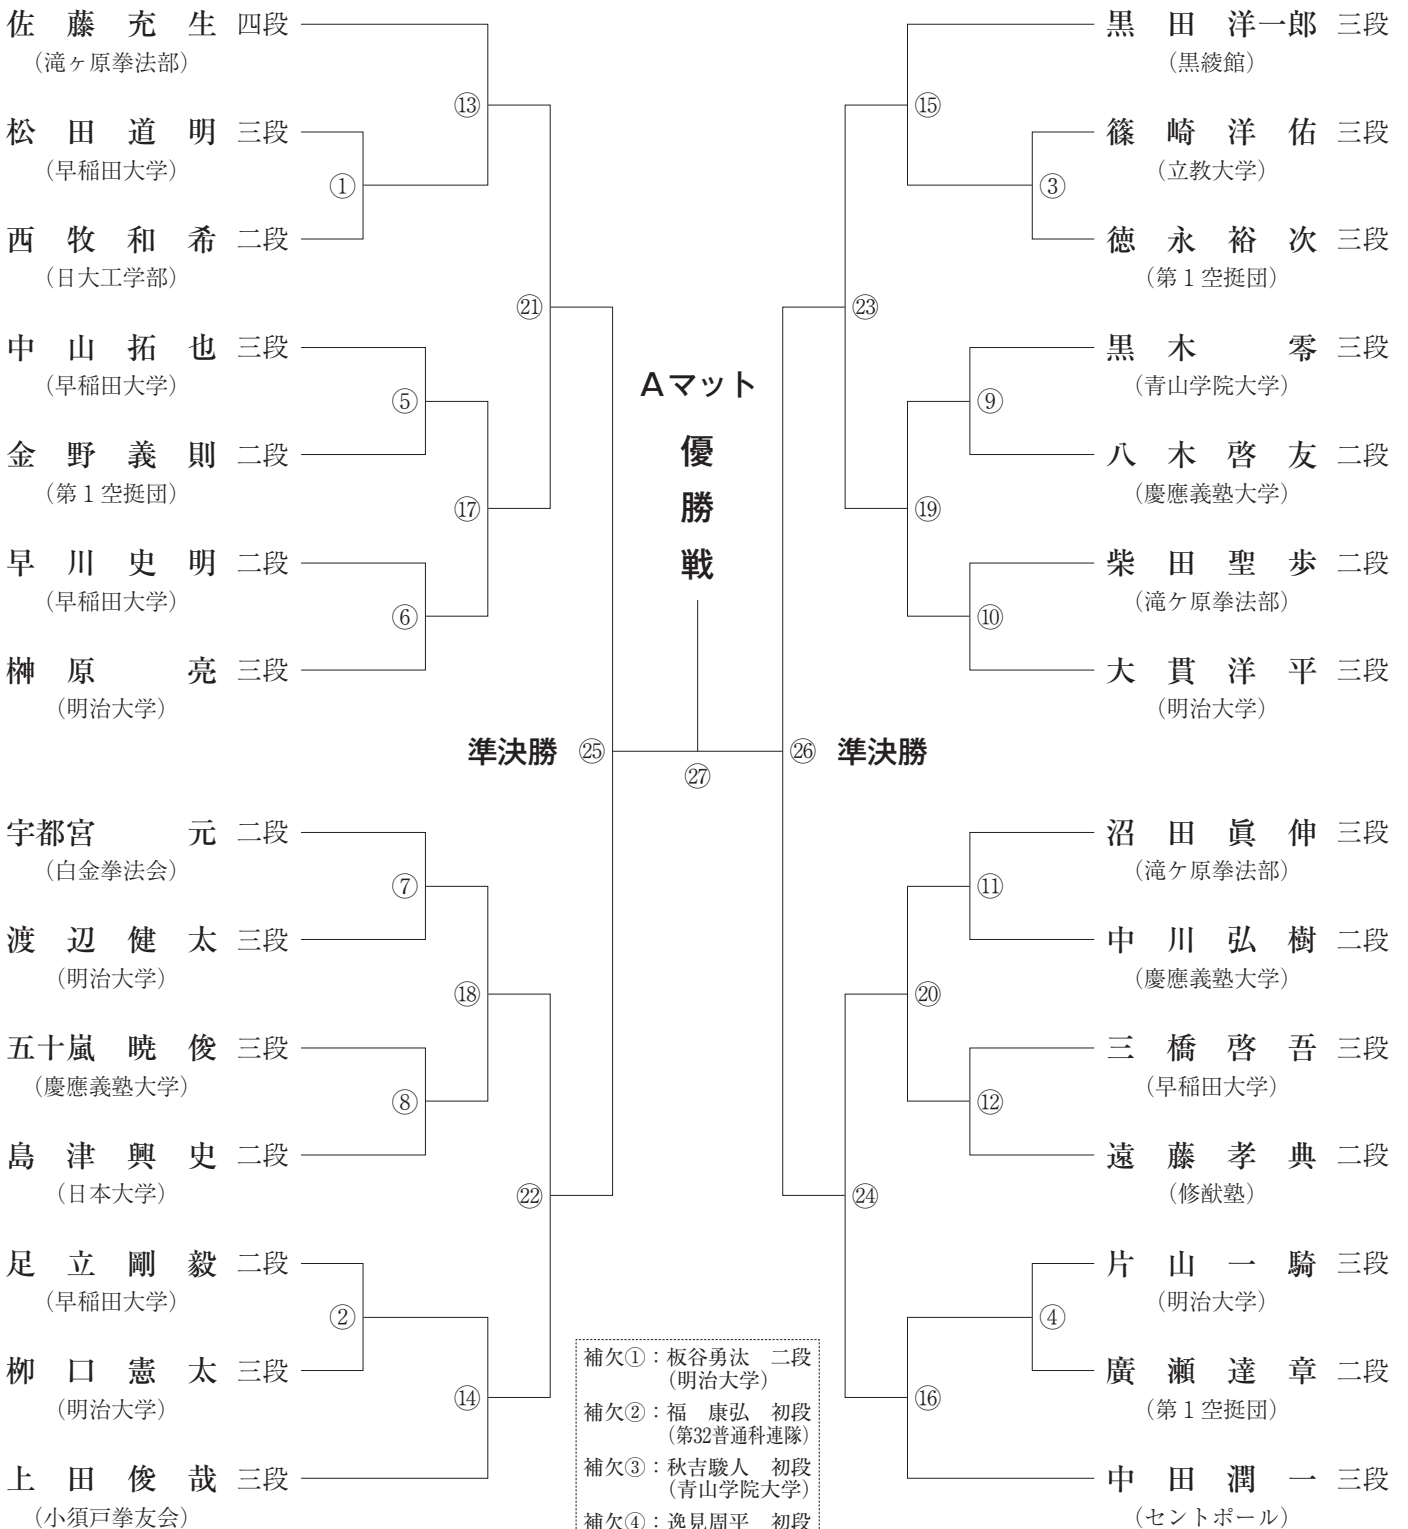 佐藤充生 四段
（滝ヶ原拳法部）
松田道明 三段
（早稲田大学）
西牧和希 二段
（日大工学部）
中山拓也 三段
（早稲田大学）
金野義則 二段
（第１空挺団）
早川史明 二段
（早稲田大学）
榊原亮 三段
（明治大学）
宇都宮元 二段
（白金拳法会）
渡辺健太 三段
（明治大学）
五十嵐暁俊 三段
（慶應義塾大学）
島津興史 二段
（日本大学）
足立剛毅 二段
（早稲田大学）
栁口憲太 三段
（明治大学）
上田俊哉 三段
（小須戸拳友会）
①
②
⑤
⑥
⑦
⑧
⑬
⑰
⑱
⑭
㉑
㉒
準決勝 ㉕
Aマット
優勝戦
㉗
㉖ 準決勝
㉓
㉔
⑮
⑲
⑳
⑯
⑨
⑩
⑪
⑫
③
④
黒田洋一郎 三段
（黒綾館）
篠崎洋佑 三段
（立教大学）
徳永裕次 三段
（第１空挺団）
黒木零 三段
（青山学院大学）
八木啓友 二段
（慶應義塾大学）
柴田聖歩 二段
（滝ケ原拳法部）
大貫洋平 三段
（明治大学）
沼田眞伸 三段
（滝ケ原拳法部）
中川弘樹 二段
（慶應義塾大学）
三橋啓吾 三段
（早稲田大学）
遠藤孝典 二段
（修猷塾）
片山一騎 三段
（明治大学）
廣瀬達章 二段
（第１空挺団）
中田潤一 三段
（セントポール）
補欠①：板谷勇汰 二段
（明治大学）
補欠②：福 康弘 初段
（第32普通科連隊）
補欠③：秋吉駿人 初段
（青山学院大学）
補欠④：逸見周平 初段